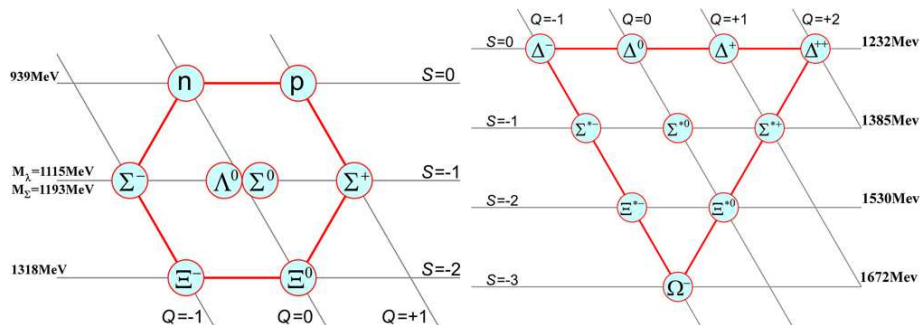 939MeV n p S=0
M_λ=1115MeV
M_Σ=1193MeV
Σ⁻ Λ⁰ Σ⁰ Σ⁺ S=-1
1318MeV Ξ⁻ Ξ⁰ S=-2
Q=-1 Q=0 Q=+1
Q=-1 Q=0 Q=+1 Q=+2
S=0 Δ⁻ Δ⁰ Δ⁺ Δ⁺⁺ 1232MeV
S=-1 Σ*⁻ Σ*⁰ Σ*⁺ 1385Mev
S=-2 Ξ*⁻ Ξ*⁰ 1530Mev
S=-3 Ω⁻ 1672Mev